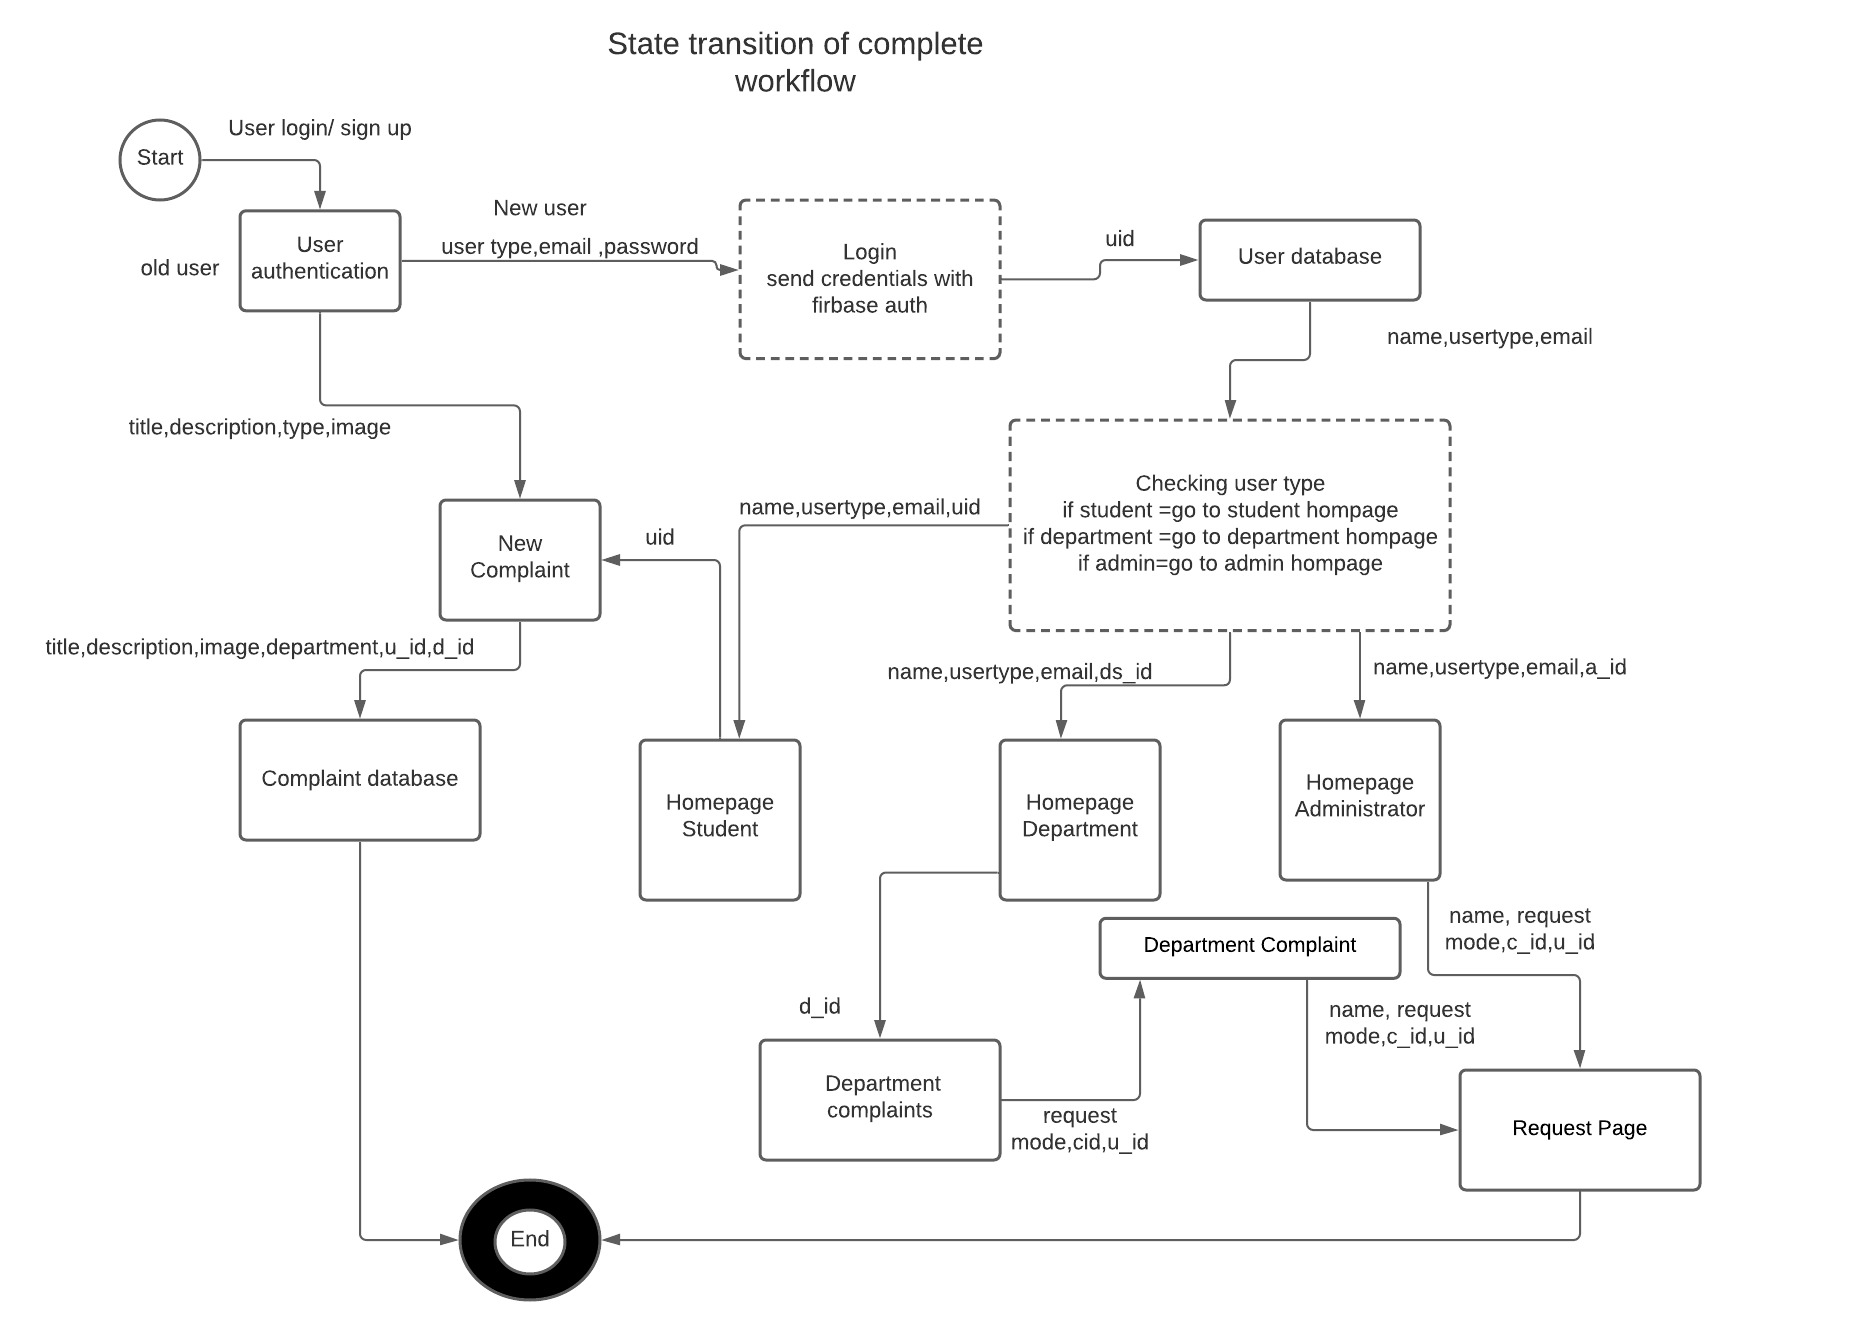 State transition of complete
workflow
User login/ sign up
Start
New user
User
authentication
old user
user type,email ,password
Login
send credentials with
firbase auth
uid
User database
name,usertype,email
title,description,type,image
Checking user type
if student =go to student hompage
if department =go to department hompage
if admin=go to admin hompage
name,usertype,email,uid
uid
New
Complaint
title,description,image,department,u_id,d_id
name,usertype,email,ds_id
name,usertype,email,a_id
Complaint database
Homepage
Student
Homepage
Department
Homepage
Administrator
name, request
mode,c_id,u_id
Department Complaint
d_id
name, request
mode,c_id,u_id
Department
complaints
request
mode,cid,u_id
Request Page
End